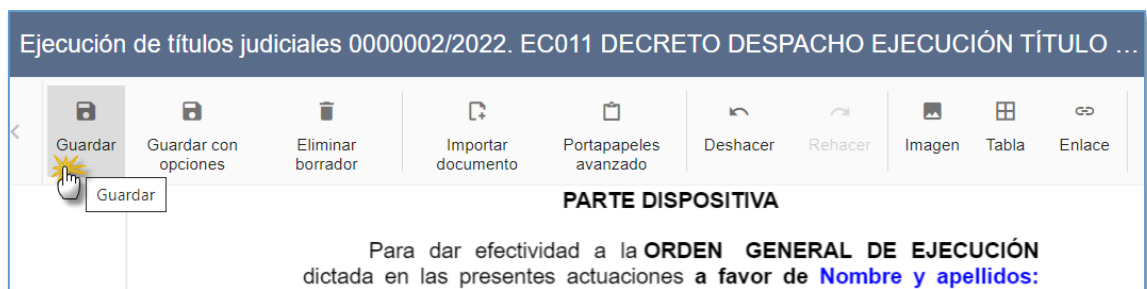 Ejecución de títulos judiciales 0000002/2022. EC011 DECRETO DESPACHO EJECUCIÓN TÍTULO ...
Guardar
Guardar con
opciones
Eliminar
borrador
Importar
documento
Portapapeles
avanzado
Deshacer
Rehacer
Imagen
Tabla
Enlace
Guardar
PARTE DISPOSITIVA
Para dar efectividad a la ORDEN GENERAL DE EJECUCIÓN
dictada en las presentes actuaciones a favor de Nombre y apellidos: